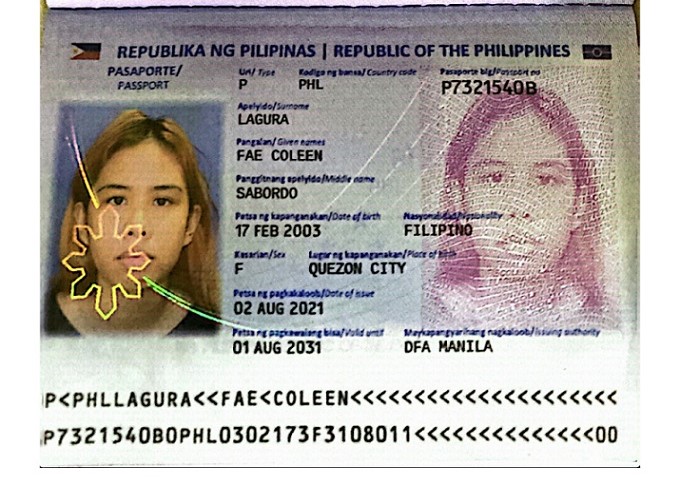 REPUBLIKA NG PILIPINAS | REPUBLIC OF THE PHILIPPINES
PASAPORTE/
PASSPORT
Uri/ Type Kodigo ng bansa/ Country code Pasaporte blg/Passport no
P PHL P7321540B
Apelyido/Surname
LAGURA
Pangalan/ Given names
FAE COLEEN
Panggitnang apelyido/Middle name
SABORDO
Petsa ng kapanganakan/Date of birth Nasyonalidad/Nationality
17 FEB 2003 FILIPINO
Kasarian/Sex Lugar ng kapanganakan/Place of birth
F QUEZON CITY
Petsa ng pagkakaloob/Date of issue
02 AUG 2021
Petsa ng pagkawalang bisa/Valid until Maykapangyarihang nagkaloob/Issuing authority
01 AUG 2031 DFA MANILA
P<PHLLAGURA<<FAE<COLEEN<<<<<<<<<<<<<<<<<<<<<
P7321540B0PHL0302173F3108011<<<<<<<<<<<<<<00